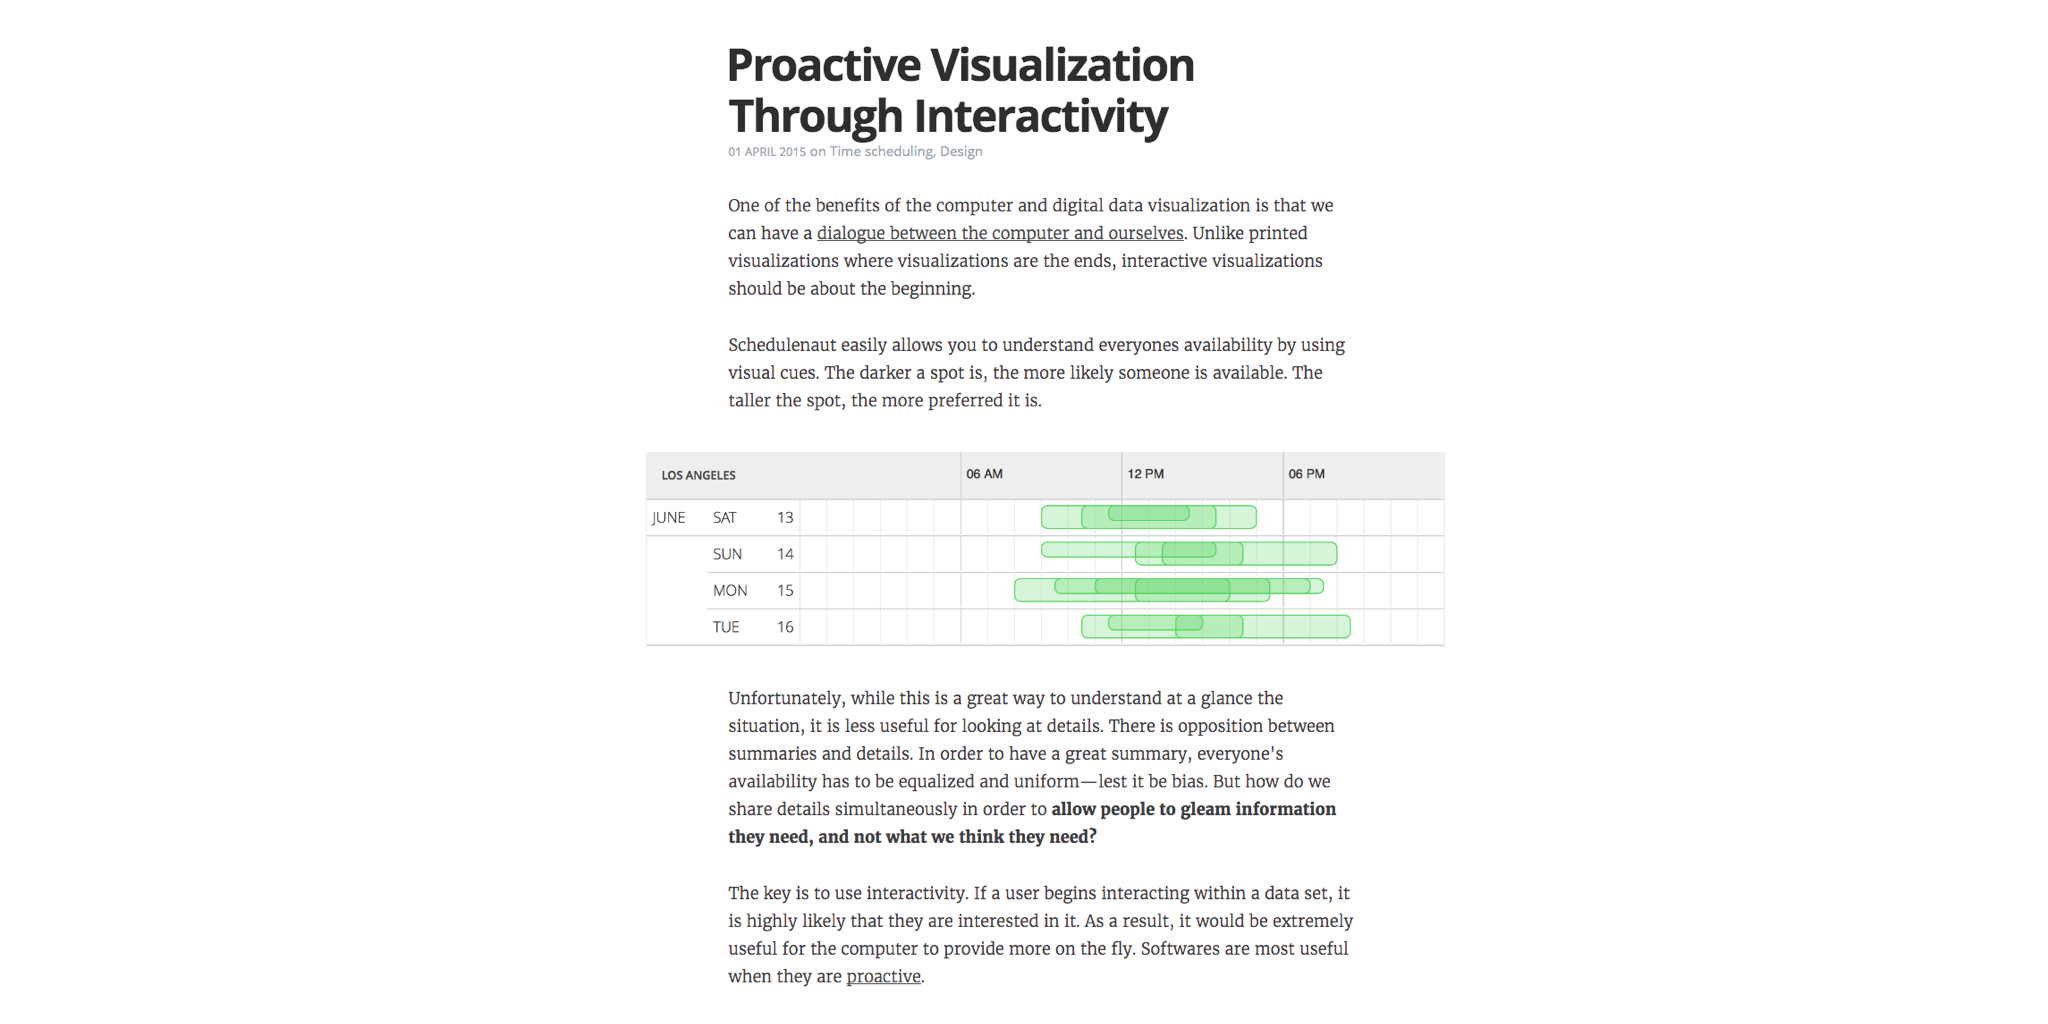 Proactive Visualization
Through Interactivity
01 APRIL 2015 on Time scheduling, Design
One of the benefits of the computer and digital data visualization is that we
can have a dialogue between the computer and ourselves. Unlike printed
visualizations where visualizations are the ends, interactive visualizations
should be about the beginning.
Schedulenaut easily allows you to understand everyones availability by using
visual cues. The darker a spot is, the more likely someone is available. The
taller the spot, the more preferred it is.
LOS ANGELES 06 AM 12 PM 06 PM
JUNE SAT 13
SUN 14
MON 15
TUE 16
Unfortunately, while this is a great way to understand at a glance the
situation, it is less useful for looking at details. There is opposition between
summaries and details. In order to have a great summary, everyone's
availability has to be equalized and uniform—lest it be bias. But how do we
share details simultaneously in order to allow people to gleam information
they need, and not what we think they need?
The key is to use interactivity. If a user begins interacting within a data set, it
is highly likely that they are interested in it. As a result, it would be extremely
useful for the computer to provide more on the fly. Softwares are most useful
when they are proactive.